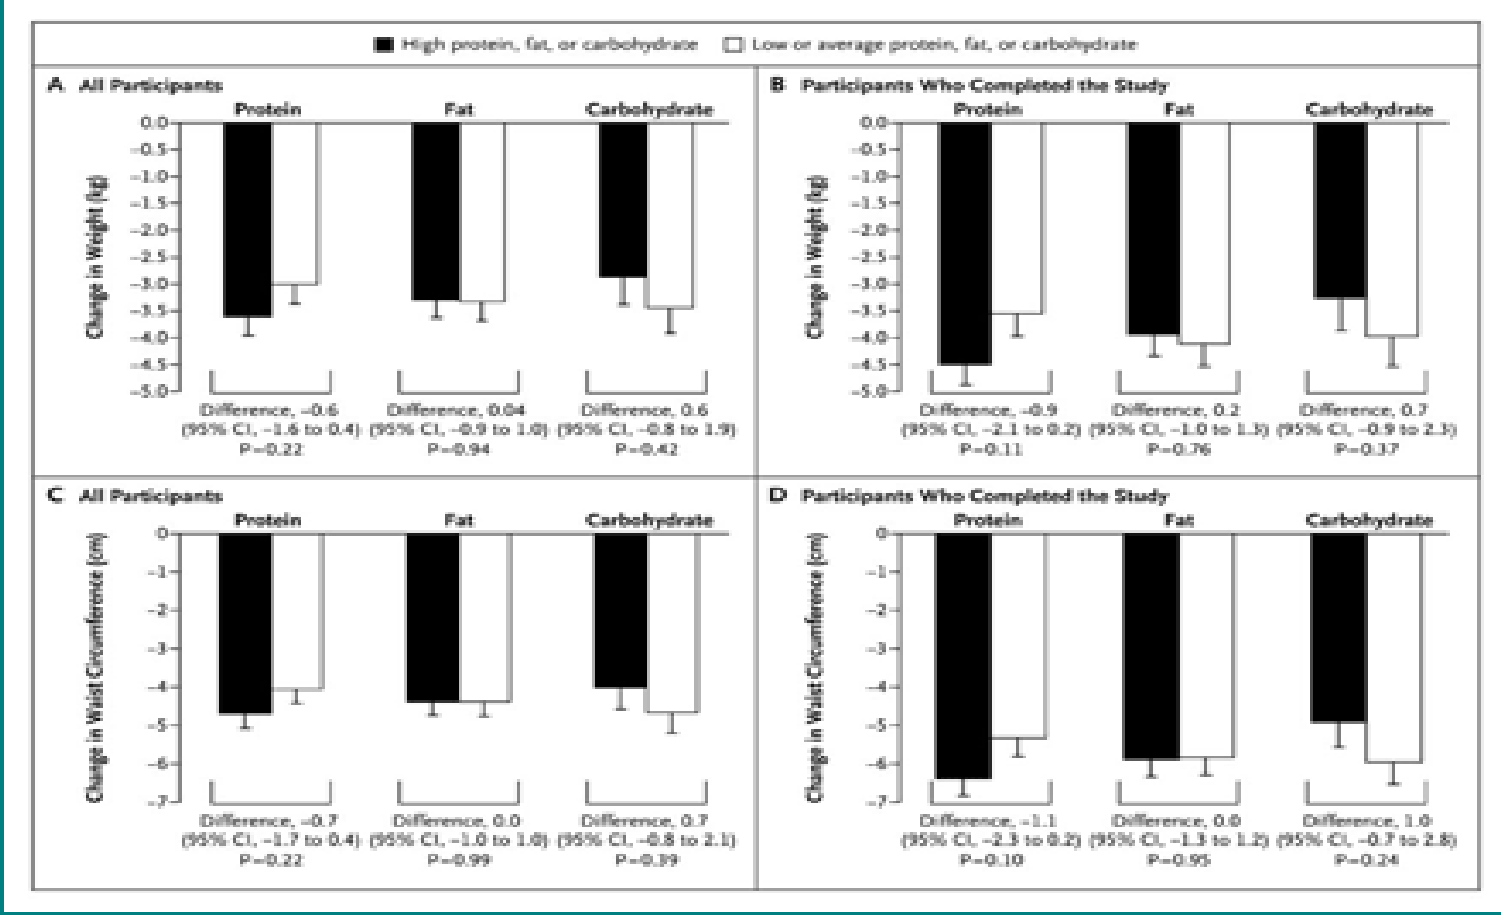 High protein, fat, or carbohydrate Low or average protein, fat, or carbohydrate
A All Participants
Protein Fat Carbohydrate
Change in Weight (kg)
0.0
−0.5
−1.0
−1.5
−2.0
−2.5
−3.0
−3.5
−4.0
−4.5
−5.0
Difference, −0.6
(95% CI, −1.6 to 0.4)
P=0.22
Difference, 0.04
(95% CI, −0.9 to 1.0)
P=0.94
Difference, 0.6
(95% CI, −0.8 to 1.9)
P=0.42
B Participants Who Completed the Study
Protein Fat Carbohydrate
Change in Weight (kg)
0.0
−0.5
−1.0
−1.5
−2.0
−2.5
−3.0
−3.5
−4.0
−4.5
−5.0
Difference, −0.9
(95% CI, −2.1 to 0.2)
P=0.11
Difference, 0.2
(95% CI, −1.0 to 1.3)
P=0.76
Difference, 0.7
(95% CI, −0.9 to 2.3)
P=0.37
C All Participants
Protein Fat Carbohydrate
Change in Waist Circumference (cm)
0
−1
−2
−3
−4
−5
−6
−7
Difference, −0.7
(95% CI, −1.7 to 0.4)
P=0.22
Difference, 0.0
(95% CI, −1.0 to 1.0)
P=0.99
Difference, 0.7
(95% CI, −0.8 to 2.1)
P=0.39
D Participants Who Completed the Study
Protein Fat Carbohydrate
Change in Waist Circumference (cm)
0
−1
−2
−3
−4
−5
−6
−7
Difference, −1.1
(95% CI, −2.3 to 0.2)
P=0.10
Difference, 0.0
(95% CI, −1.3 to 1.2)
P=0.95
Difference, 1.0
(95% CI, −0.7 to 2.8)
P=0.24